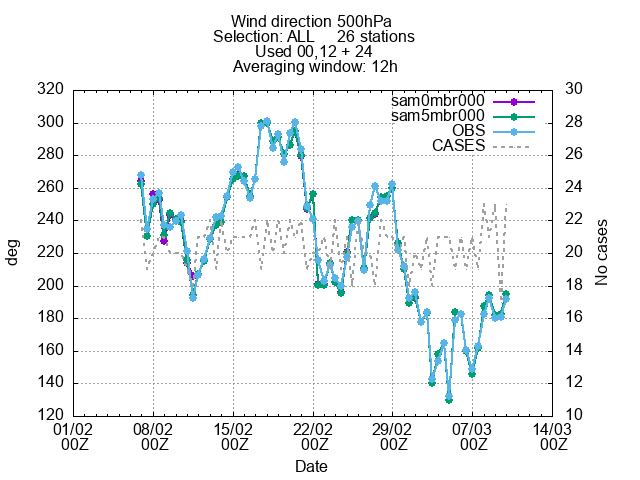 Wind direction 500hPa
Selection: ALL 26 stations
Used 00,12 + 24
Averaging window: 12h
320 30
sam0mbr000
sam5mbr000
OBS
CASES
300 28
280 26
260 24
240 22
220 20
200 18
180 16
160 14
140 12
120 10
deg
No cases
01/02 08/02 15/02 22/02 29/02 07/03 14/03
00Z 00Z 00Z 00Z 00Z 00Z 00Z
Date